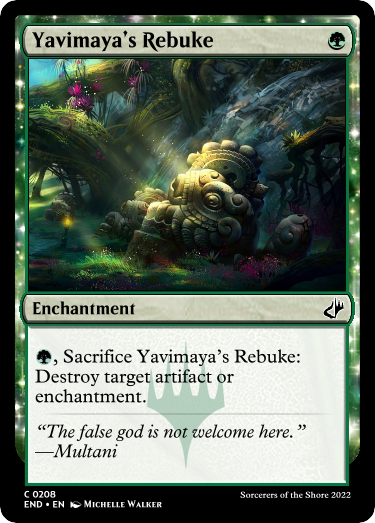 Yavimaya's Rebuke
Enchantment
, Sacrifice Yavimaya's Rebuke:
Destroy target artifact or
enchantment.
“The false god is not welcome here.”
—Multani
C 0208
END • EN Michelle Walker
Sorcerers of the Shore 2022